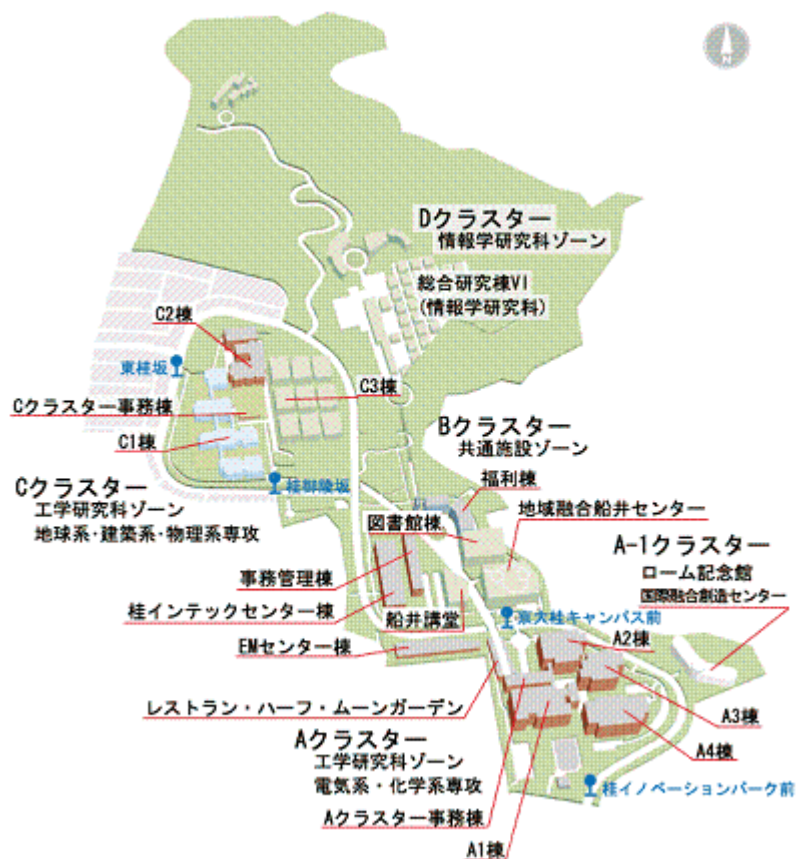 N
Dクラスター
情報学研究科ゾーン
総合研究棟VI
(情報学研究科)
C2棟
東桂坂
C3棟
Cクラスター事務棟
C1棟
Bクラスター
共通施設ゾーン
桂御陵坂
福利棟
Cクラスター
工学研究科ゾーン
地球系・建築系・物理系専攻
図書館棟
地域融合船井センター
A-1クラスター
ローム記念館
国際融合創造センター
事務管理棟
桂インテックセンター棟
船井講堂
京大桂キャンパス前
EMセンター棟
A2棟
レストラン・ハーフ・ムーンガーデン
A3棟
Aクラスター
工学研究科ゾーン
電気系・化学系専攻
A4棟
桂イノベーションパーク前
Aクラスター事務棟
A1棟